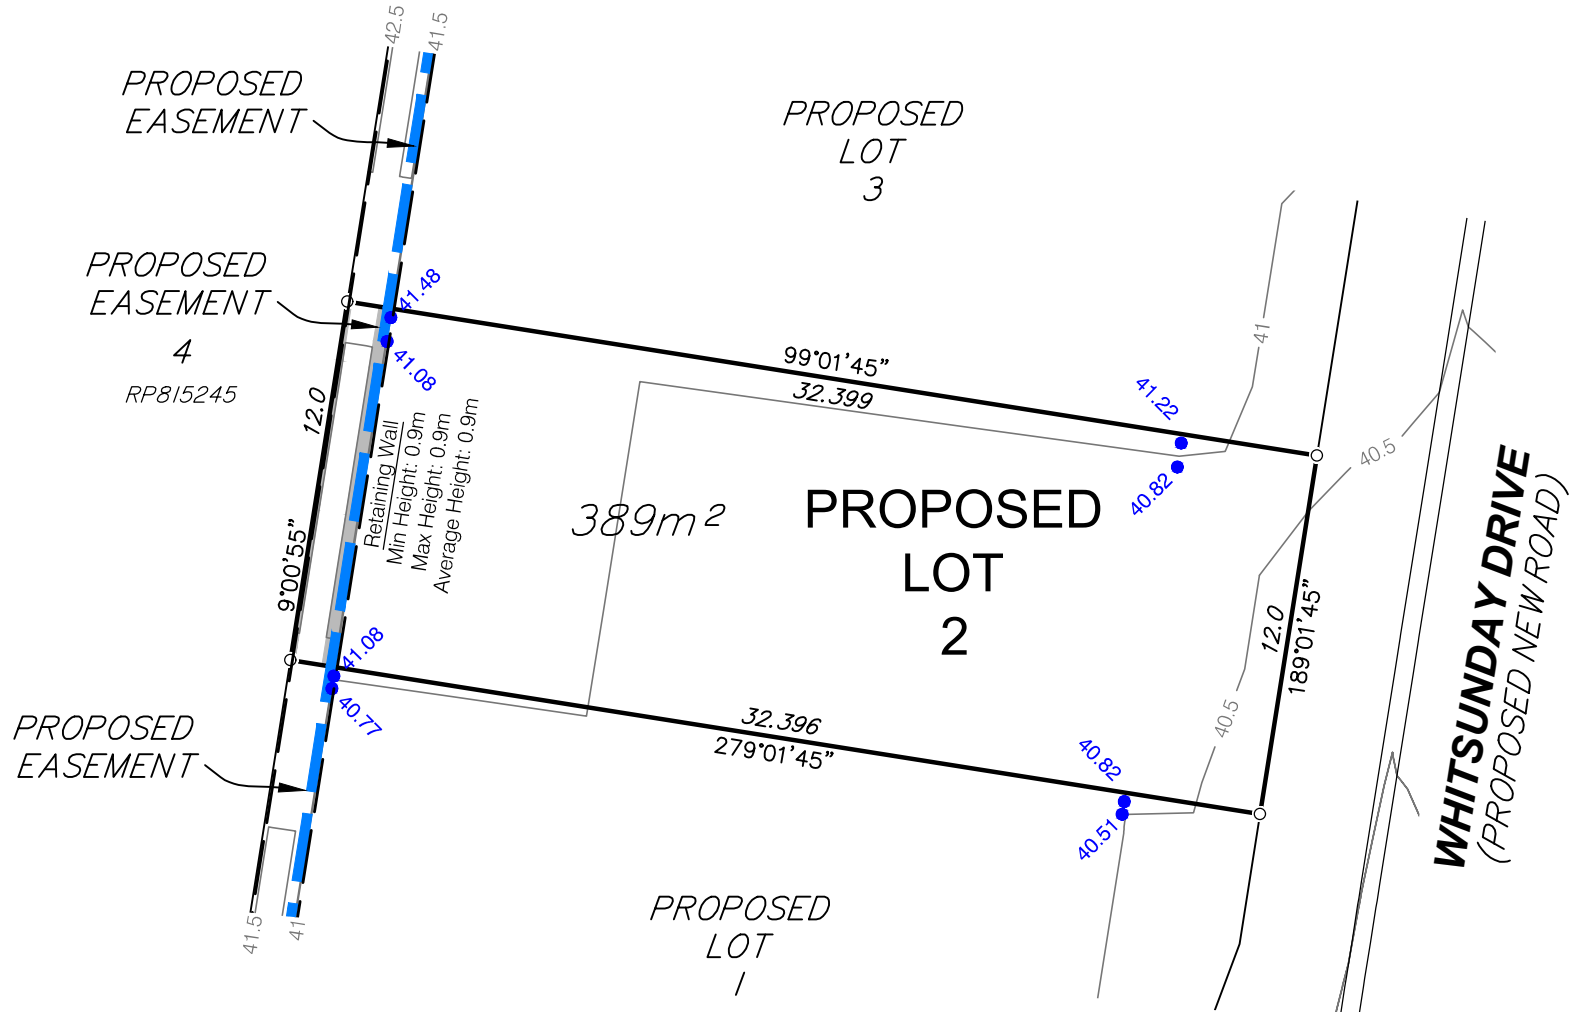 42.5
41.5
PROPOSED
EASEMENT
PROPOSED
LOT
3
PROPOSED
EASEMENT
4
RP815245
41.48
41.08
12.0
9°00'55"
Retaining Wall
Min Height: 0.9m
Max Height: 0.9m
Average Height: 0.9m
99°01'45"
32.399
41
41.22
40.82
40.5
389m²
PROPOSED
LOT
2
12.0
189°01'45"
WHITSUNDAY DRIVE
(PROPOSED NEW ROAD)
41.08
40.77
PROPOSED
EASEMENT
32.396
279°01'45"
40.5
40.82
40.51
41.5
41
PROPOSED
LOT
1